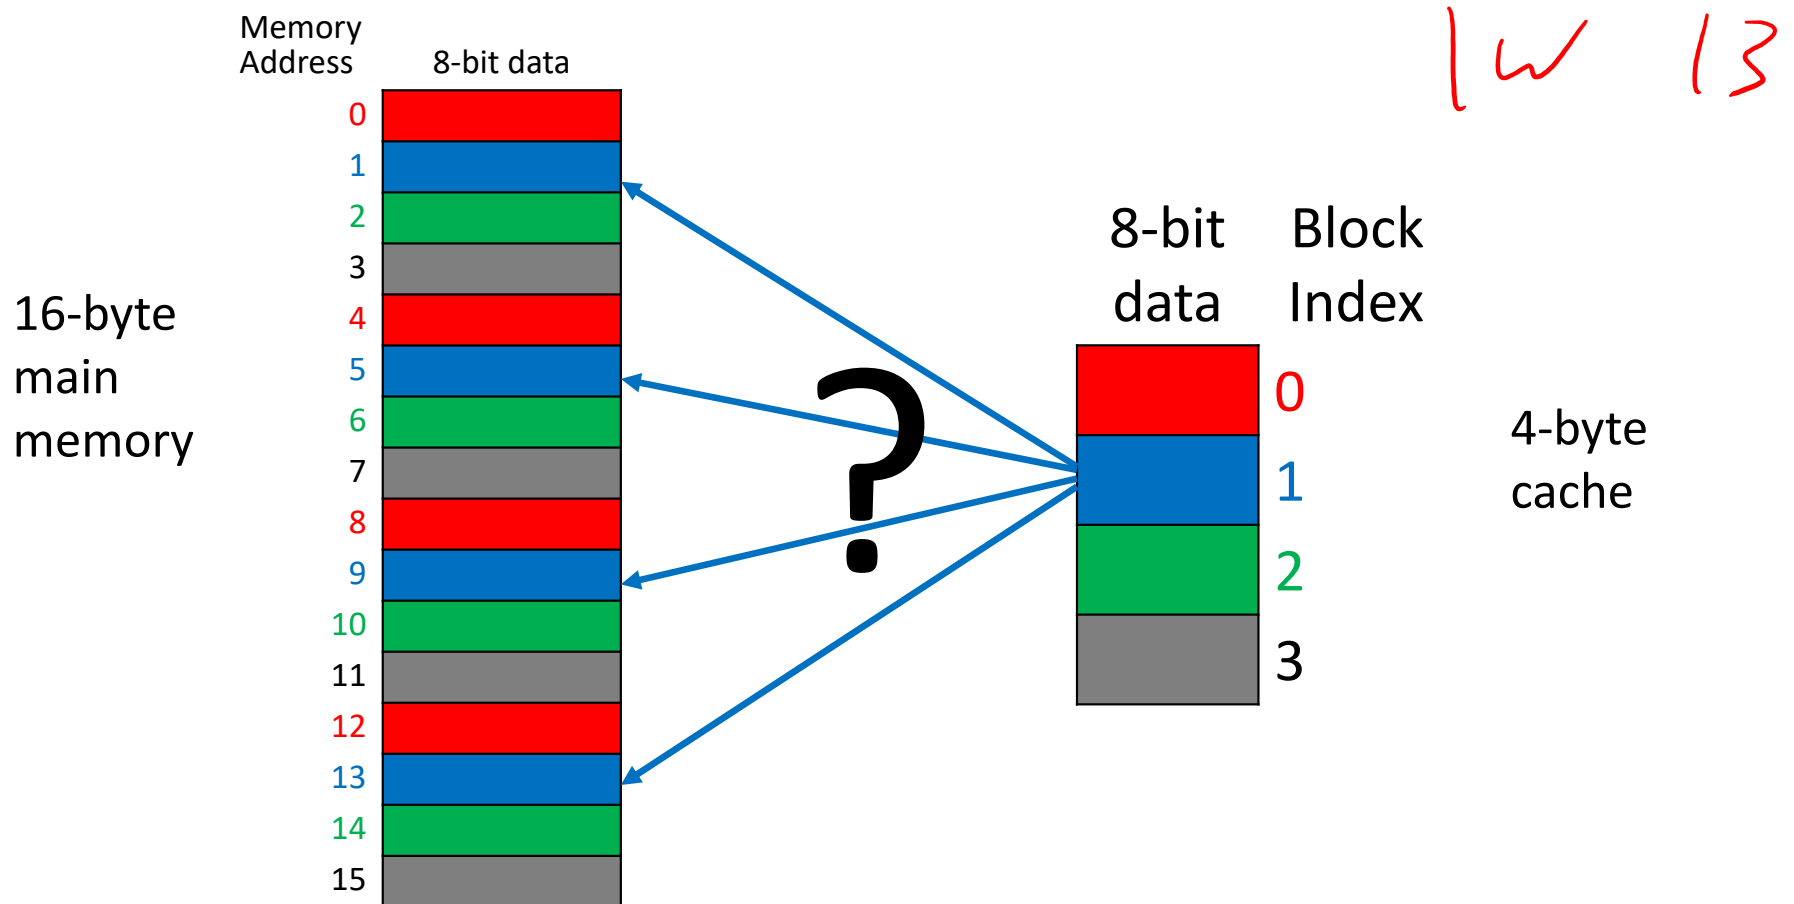 Memory
Address
8-bit data
lw 13
0
1
2
3
4
5
6
7
8
9
10
11
12
13
14
15
16-byte
main
memory
?
8-bit
data
Block
Index
0
1
2
3
4-byte
cache